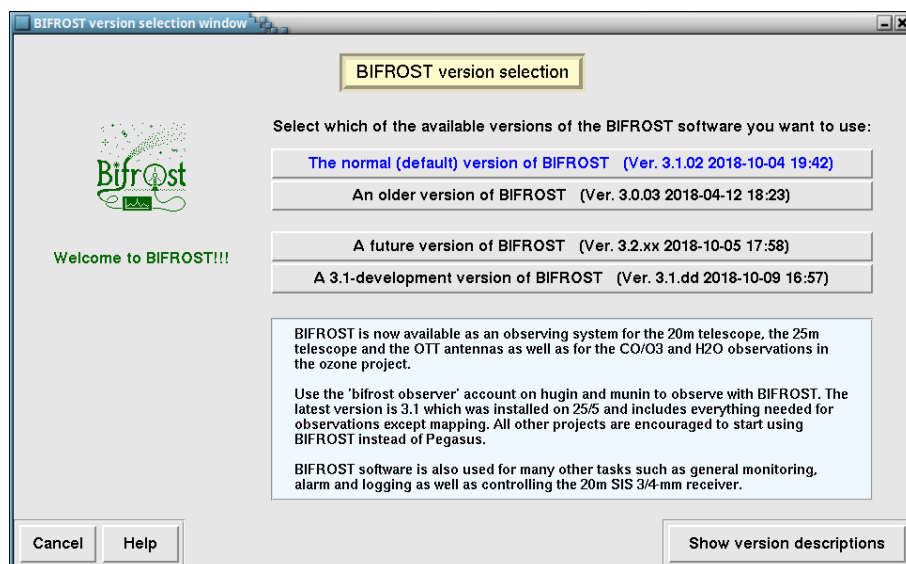 BIFROST version selection window
BIFROST version selection
Select which of the available versions of the BIFROST software you want to use:
Bifrost
The normal (default) version of BIFROST (Ver. 3.1.02 2018-10-04 19:42)
An older version of BIFROST (Ver. 3.0.03 2018-04-12 18:23)
Welcome to BIFROST!!!
A future version of BIFROST (Ver. 3.2.xx 2018-10-05 17:58)
A 3.1-development version of BIFROST (Ver. 3.1.dd 2018-10-09 16:57)
BIFROST is now available as an observing system for the 20m telescope, the 25m
telescope and the OTT antennas as well as for the CO/O3 and H2O observations in
the ozone project.
Use the 'bifrost observer' account on hugin and munin to observe with BIFROST. The
latest version is 3.1 which was installed on 25/5 and includes everything needed for
observations except mapping. All other projects are encouraged to start using
BIFROST instead of Pegasus.
BIFROST software is also used for many other tasks such as general monitoring,
alarm and logging as well as controlling the 20m SIS 3/4-mm receiver.
Cancel
Help
Show version descriptions